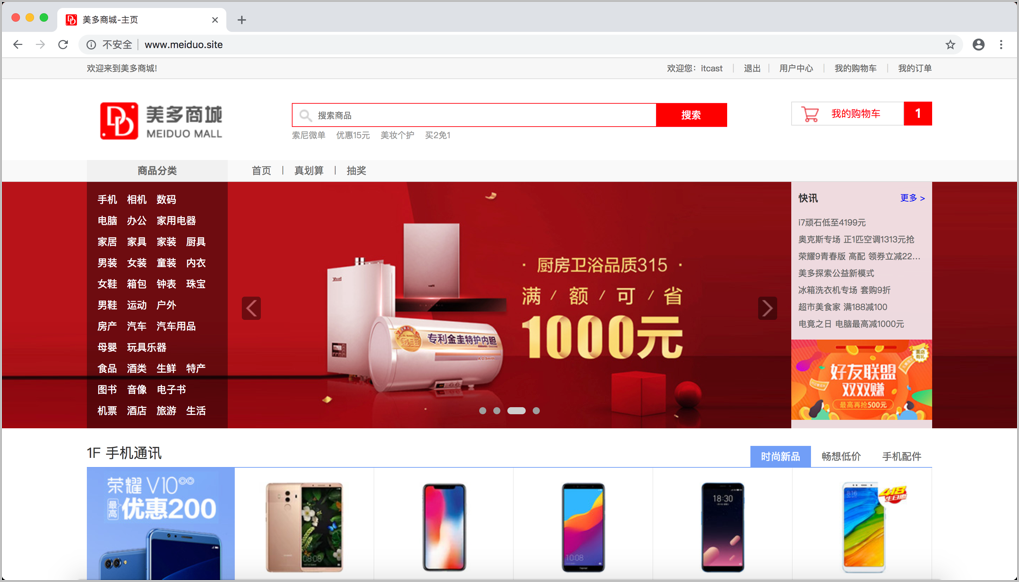 美多商城-主页
不安全 www.meiduo.site
欢迎来到美多商城!
欢迎您：itcast 退出 用户中心 我的购物车 我的订单
美多商城
MEIDUO MALL
搜索商品
搜索
索尼微单 优惠15元 美妆个护 买2免1
我的购物车 1
商品分类
首页 真划算 抽奖
手机 相机 数码
电脑 办公 家用电器
家居 家具 家装 厨具
男装 女装 童装 内衣
女鞋 箱包 钟表 珠宝
男鞋 运动 户外
房产 汽车 汽车用品
母婴 玩具乐器
食品 酒类 生鲜 特产
图书 音像 电子书
机票 酒店 旅游 生活
· 厨房卫浴品质315 ·
满 / 额 / 可 / 省
1000元
专利金圭特护内胆
快讯 更多 >
i7顽石低至4199元
奥克斯专场 正1匹空调1313元抢
荣耀9青春版 高配 领券立减22...
美多探索公益新模式
冰箱洗衣机专场 套购9折
超市美食家 满188减100
电竞之日 电脑最高减1000元
好友联盟
双双赚
最高再抢500元
1F 手机通讯
时尚新品 畅想低价 手机配件
荣耀V10
最高优惠200
18:30